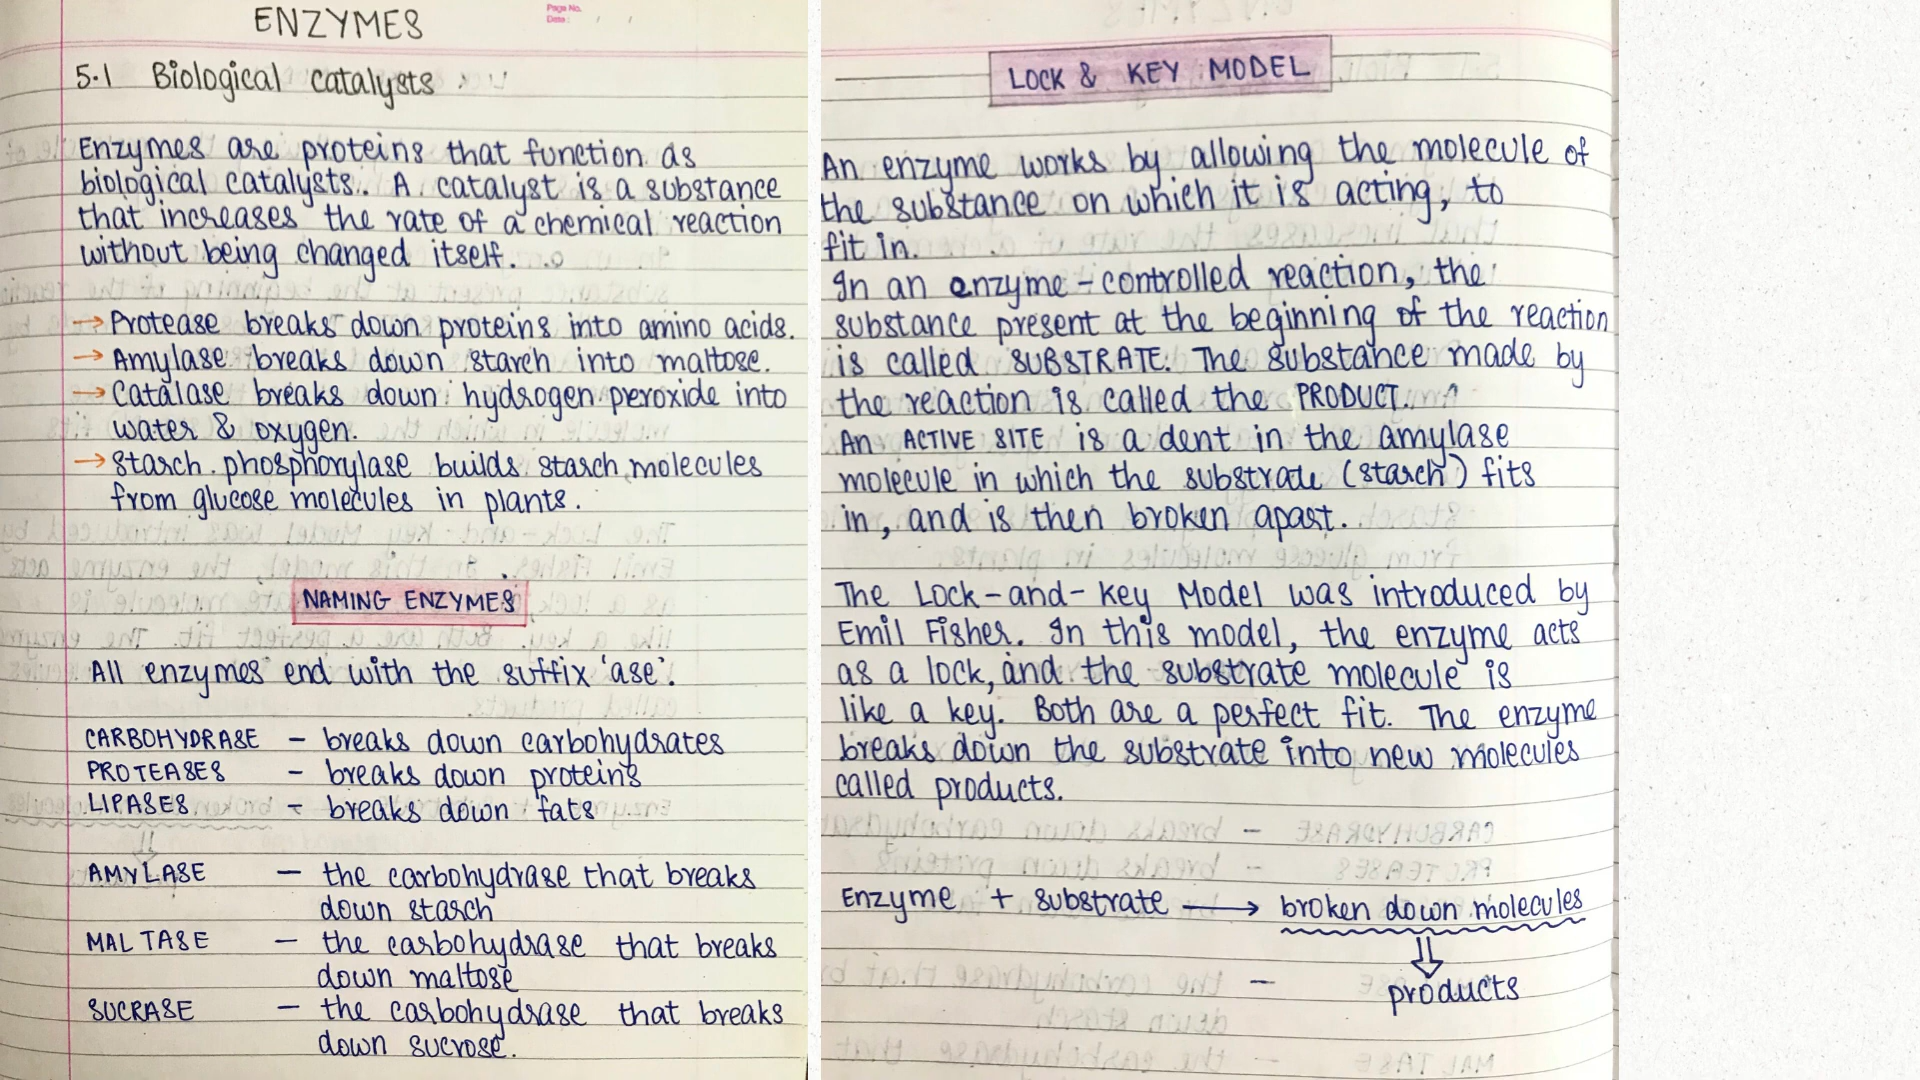 ENZYMES
Page No.
Date: / /
5.1 Biological catalysts
Enzymes are proteins that function as
biological catalysts. A catalyst is a substance
that increases the rate of a chemical reaction
without being changed itself.
→ Protease breaks down proteins into amino acids.
→ Amylase breaks down starch into maltose.
→ Catalase breaks down hydrogen peroxide into
water & oxygen.
→ Starch phosphorylase builds starch molecules
from glucose molecules in plants.
NAMING ENZYMES
All enzymes end with the suffix 'ase'.
CARBOHYDRASE - breaks down carbohydrates
PROTEASES - breaks down proteins
LIPASES - breaks down fats
AMYLASE - the carbohydrase that breaks
down starch
MALTASE - the carbohydrase that breaks
down maltose
SUCRASE - the carbohydrase that breaks
down sucrose.
LOCK & KEY MODEL
An enzyme works by allowing the molecule of
the substance on which it is acting, to
fit in.
In an enzyme-controlled reaction, the
substance present at the beginning of the reaction
is called SUBSTRATE. The substance made by
the reaction is called the PRODUCT.
An ACTIVE SITE is a dent in the amylase
molecule in which the substrate (starch) fits
in, and is then broken apart.
The Lock-and-key Model was introduced by
Emil Fisher. In this model, the enzyme acts
as a lock, and the substrate molecule is
like a key. Both are a perfect fit. The enzyme
breaks down the substrate into new molecules
called products.
Enzyme + substrate → broken down molecules
⇓
products